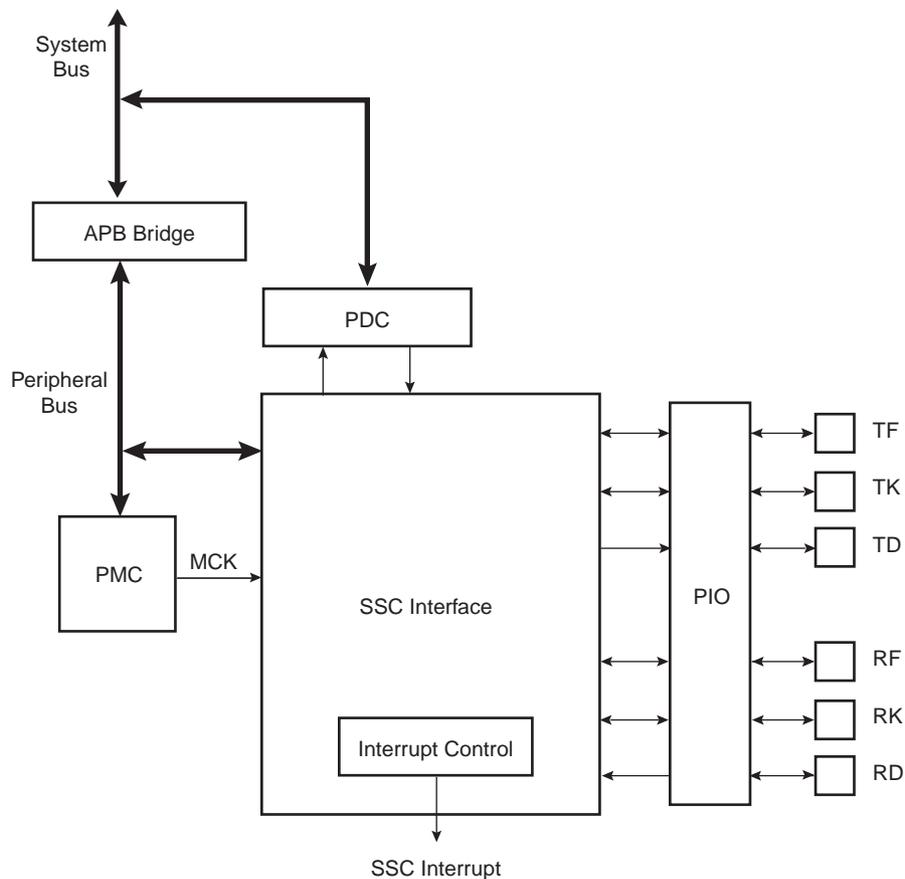 System
Bus
APB Bridge
PDC
Peripheral
Bus
PMC
MCK
SSC Interface
Interrupt Control
SSC Interrupt
PIO
TF
TK
TD
RF
RK
RD